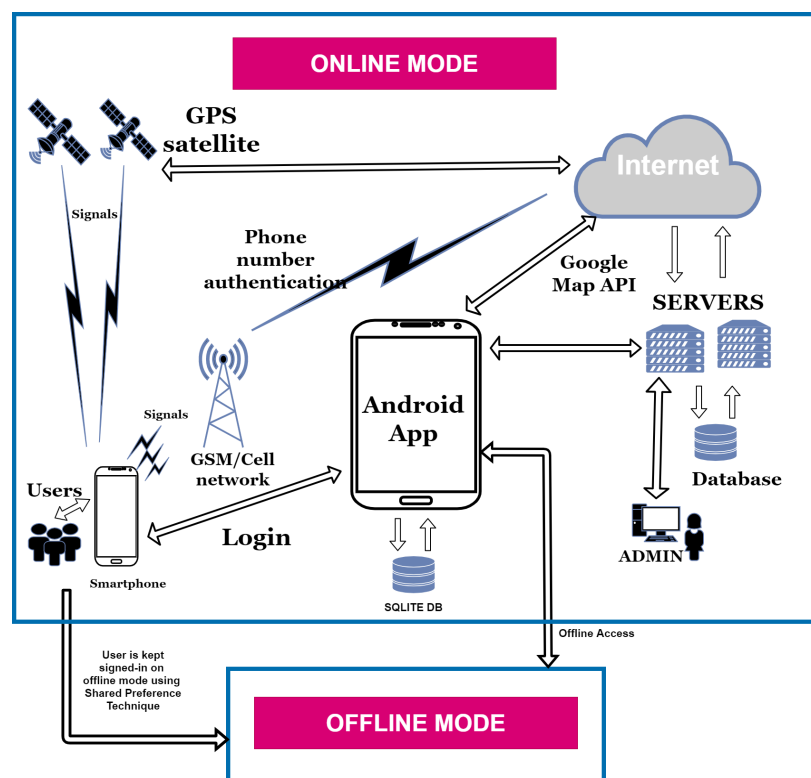 ONLINE MODE
GPS
satellite
Internet
Signals
Phone
number
authentication
Google
Map API
SERVERS
Android
App
Signals
GSM/Cell
network
Users
Database
Login
ADMIN
Smartphone
SQLITE DB
Offline Access
User is kept
signed-in on
offline mode using
Shared Preference
Technique
OFFLINE MODE